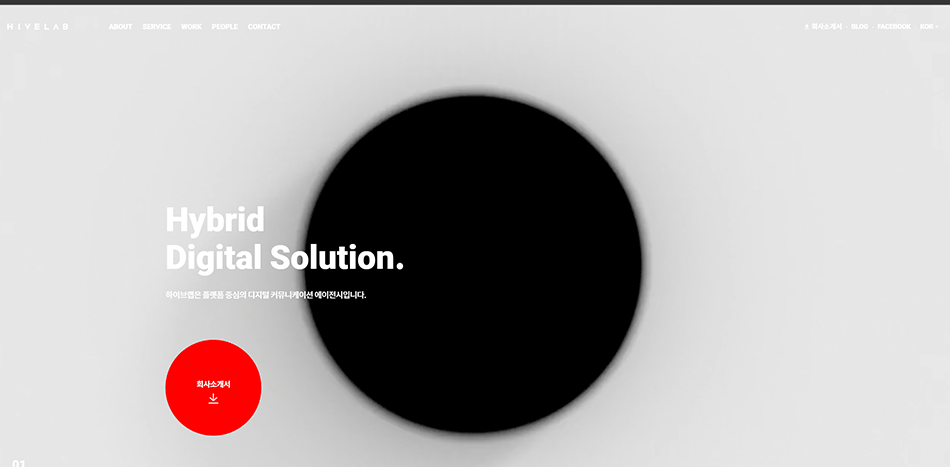 HIVELAB
ABOUT SERVICE WORK PEOPLE CONTACT
회사소개서 BLOG FACEBOOK KOR
Hybrid
Digital Solution.
하이브랩은 플랫폼 중심의 디지털 커뮤니케이션 에이전시입니다.
회사소개서
01